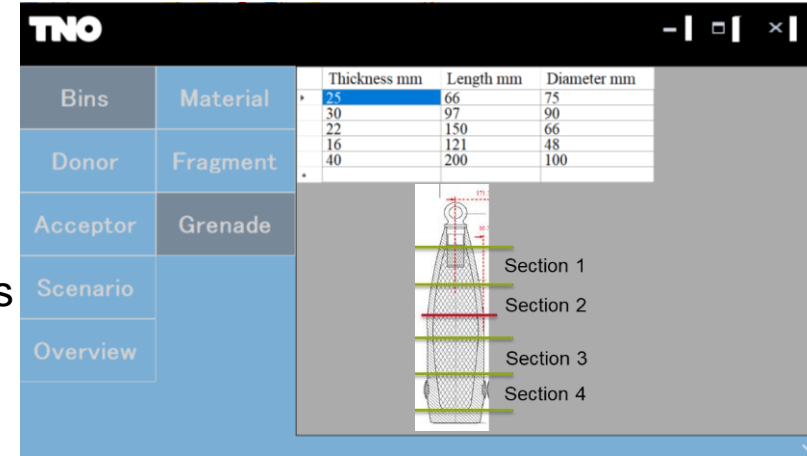 TNO
Bins
Material
Donor
Fragment
Acceptor
Grenade
Scenario
Overview
s
Thickness mm Length mm Diameter mm
25 66 75
30 97 90
22 150 66
16 121 48
40 200 100
Section 1
Section 2
Section 3
Section 4